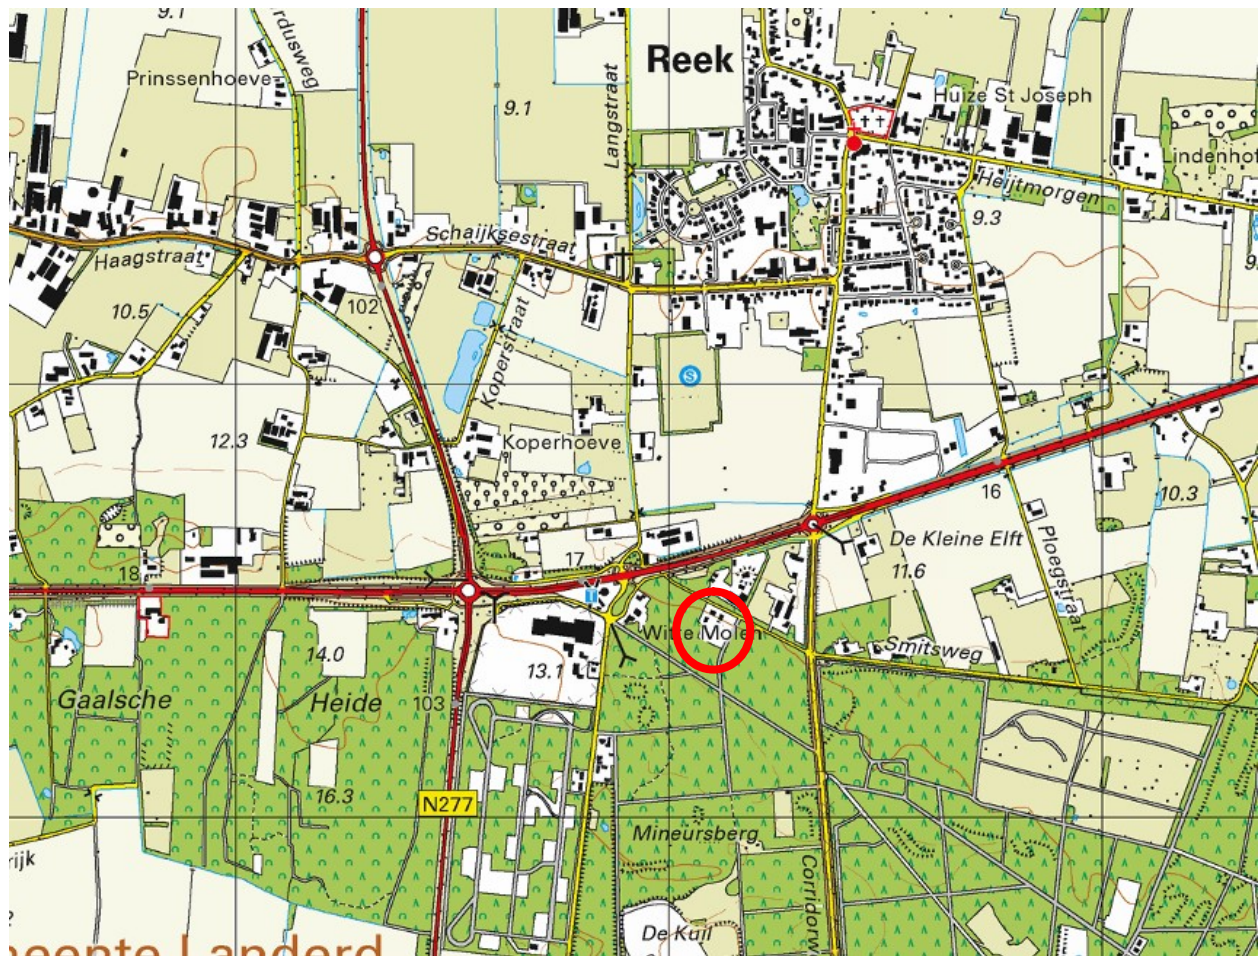 9.1
Reek
Prinssenhoeve
9.1
Langstraat
Huize St Joseph
Lindenhof
Heijtmorgen
9.3
Schaijksestraat
Haagstraat
10.5
102
Koperstraat
S
12.3
Koperhoeve
16
10.3
De Kleine Elft
Ploegstraat
17
18
11.6
T
Witte Molen
Smitsweg
14.0
13.1
Gaalsche Heide
103
16.3
N277
Mineursberg
De Kuil